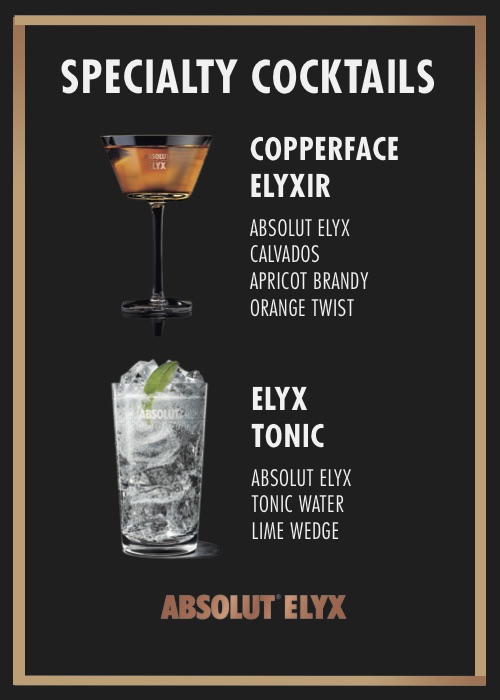 SPECIALTY COCKTAILS
ABSOLUT
ELYX
COPPERFACE
ELYXIR
ABSOLUT ELYX
CALVADOS
APRICOT BRANDY
ORANGE TWIST
ABSOLUT
ELYX
TONIC
ABSOLUT ELYX
TONIC WATER
LIME WEDGE
ABSOLUT® ELYX